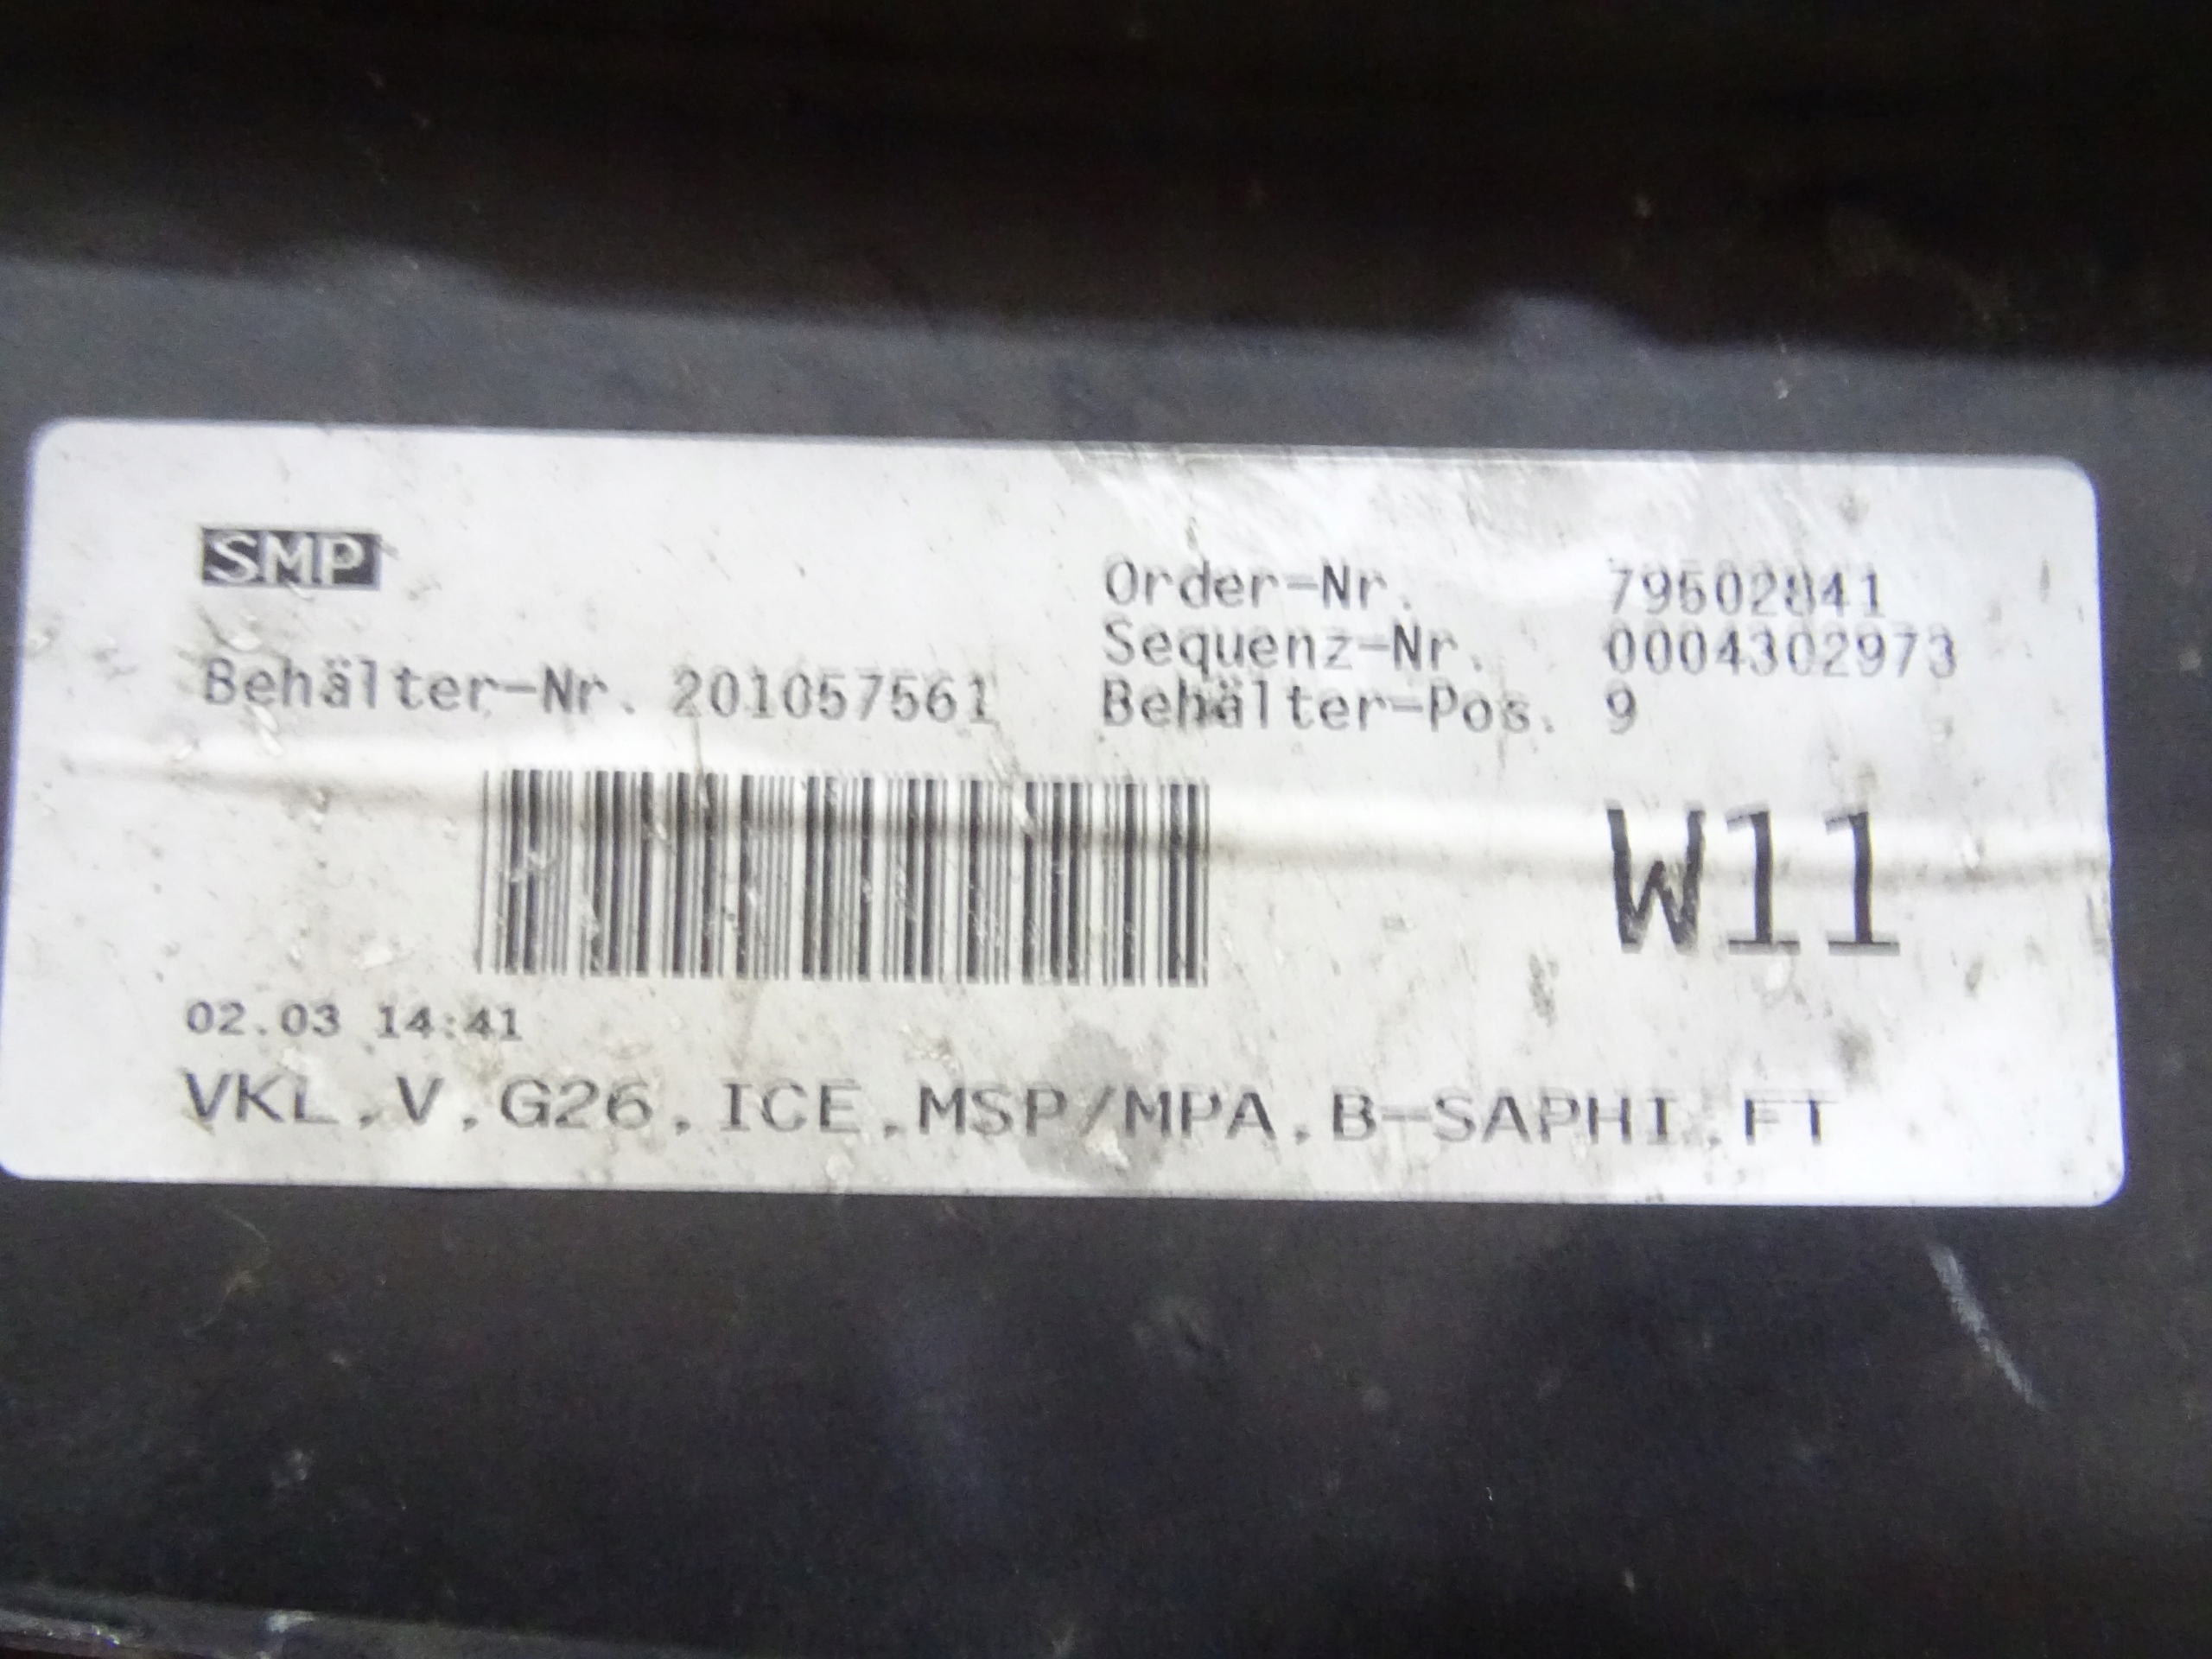 SMP
Order-Nr. 79502841
Sequenz-Nr. 0004302973
Behälter-Nr. 201057561 Behälter-Pos. 9
W11
02.03 14:41
VKL,V,G26,ICE,MSP/MPA,B-SAPHI,FT